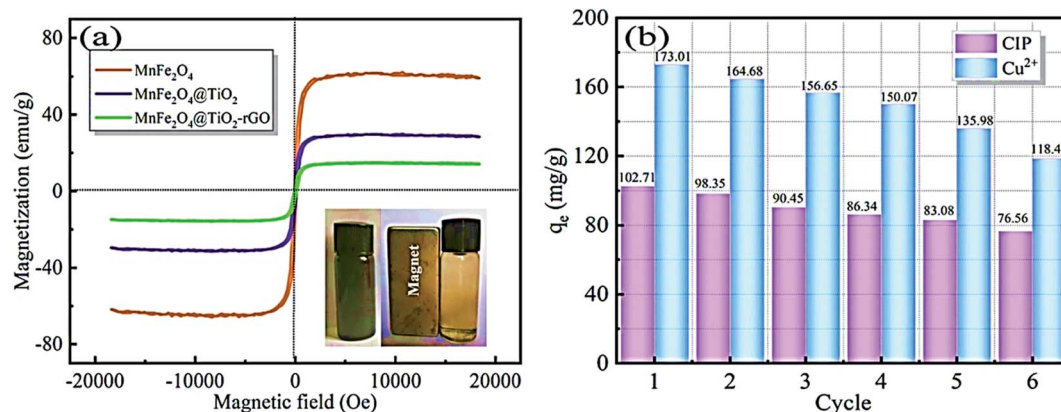 (a)
MnFe₂O₄
MnFe₂O₄@TiO₂
MnFe₂O₄@TiO₂-rGO
Magnetization (emu/g)
80
40
0
-40
-80
Magnet
-20000 -10000 0 10000 20000
Magnetic field (Oe)
(b)
CIP
Cu²⁺
qₑ (mg/g)
200
160
120
80
40
0
102.71 173.01
98.35 164.68
90.45 156.65
86.34 150.07
83.08 135.98
76.56 118.4
1 2 3 4 5 6
Cycle